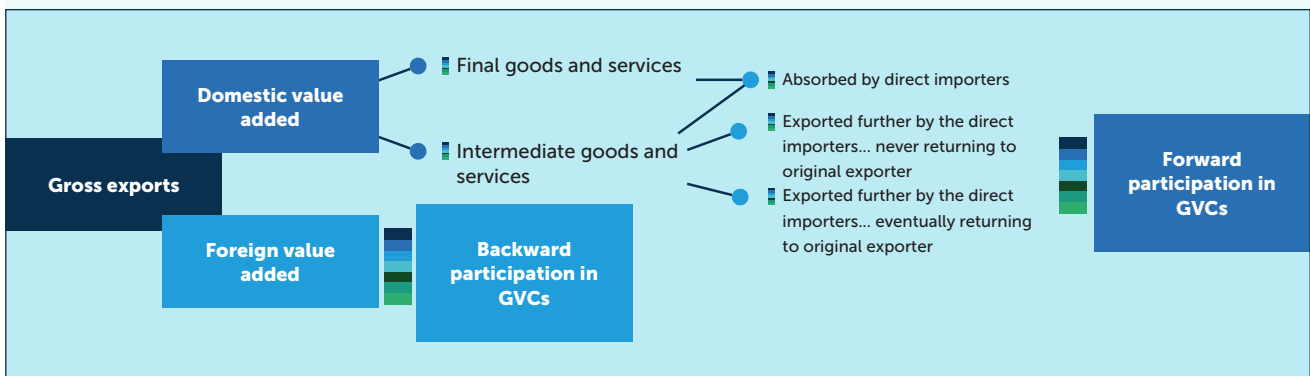 Gross exports
Domestic value
added
Final goods and services
Intermediate goods and
services
Absorbed by direct importers
Exported further by the direct
importers... never returning to
original exporter
Exported further by the direct
importers... eventually returning
to original exporter
Forward
participation in
GVCs
Foreign value
added
Backward
participation in
GVCs